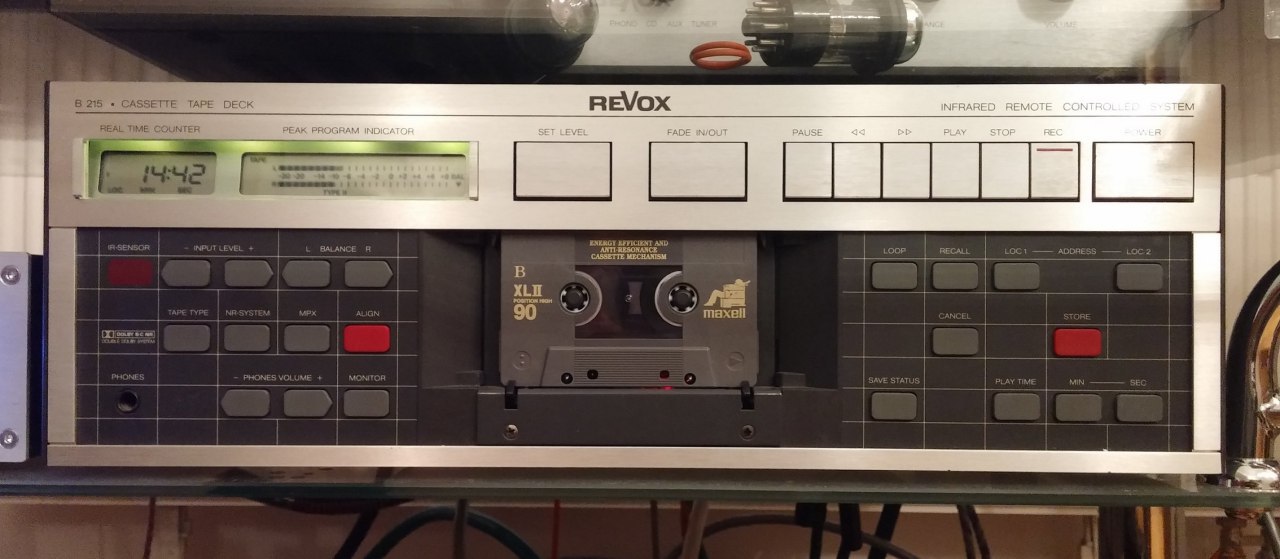 PHONO CD AUX TUNER
VOLUME
B 215 • CASSETTE TAPE DECK
REVOX
INFRARED REMOTE CONTROLLED SYSTEM
REAL TIME COUNTER
PEAK PROGRAM INDICATOR
SET LEVEL
FADE IN/OUT
PAUSE
PLAY
STOP
REC
POWER
14:42
TAPE
L
R
-30 -20 -14 -10 -6 -4 -2 0 +2 +4 +6 +8 CAL
TYPE II
LOC MIN SEC
IR-SENSOR
- INPUT LEVEL +
L BALANCE R
TAPE TYPE
NR-SYSTEM
MPX
ALIGN
DOLBY B-C NR
DOUBLE DOLBY SYSTEM
PHONES
- PHONES VOLUME +
MONITOR
ENERGY EFFICIENT AND
ANTI-RESONANCE
CASSETTE MECHANISM
B
XLII
POSITION HIGH
90
maxell
LOOP
RECALL
LOC 1
ADDRESS
LOC 2
CANCEL
STORE
SAVE STATUS
PLAY TIME
MIN
SEC